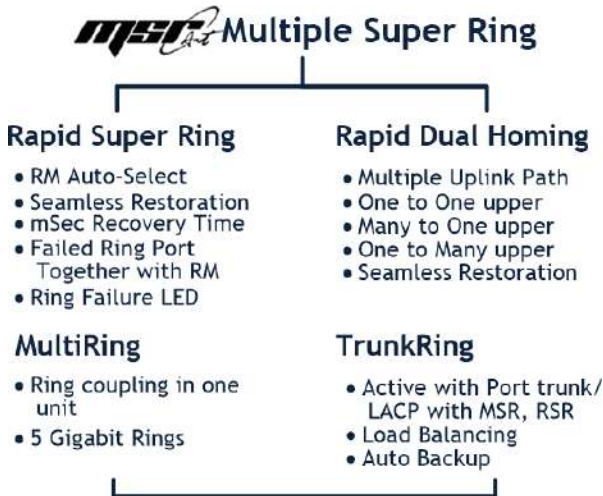 msr Art Multiple Super Ring
Rapid Super Ring
• RM Auto-Select
• Seamless Restoration
• mSec Recovery Time
• Failed Ring Port
Together with RM
• Ring Failure LED
Rapid Dual Homing
• Multiple Uplink Path
• One to One upper
• Many to One upper
• One to Many upper
• Seamless Restoration
MultiRing
• Ring coupling in one
unit
• 5 Gigabit Rings
TrunkRing
• Active with Port trunk/
LACP with MSR, RSR
• Load Balancing
• Auto Backup